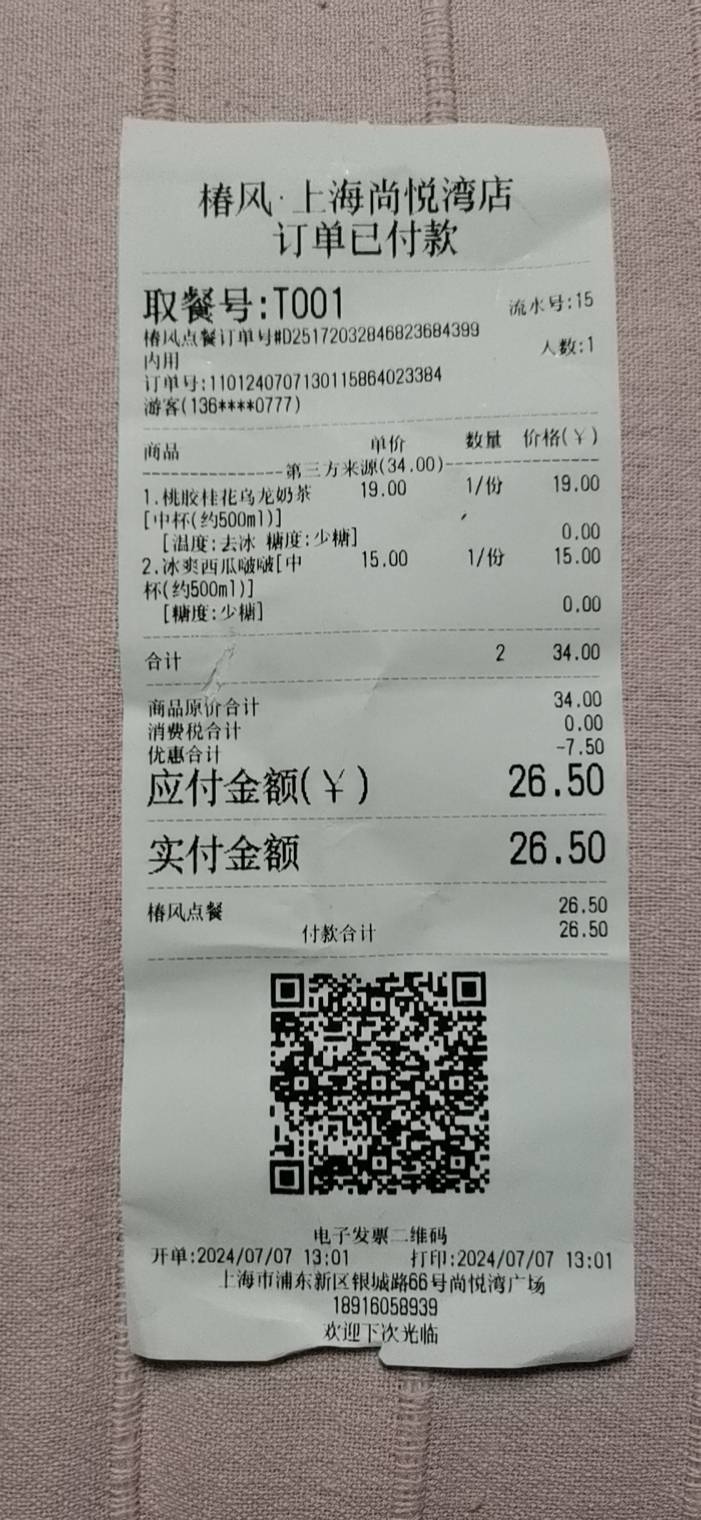 椿风·上海尚悦湾店
订单已付款
取餐号:T001 流水号:15
椿风点餐订单号#D25172032846823684399
内用 人数:1
订单号:1101240707130115864023384
游客(136****0777)
商品 单价 数量 价格(￥)
---第三方来源(34.00)---
1.桃胶桂花乌龙奶茶 19.00 1/份 19.00
[中杯(约500ml)]
[温度:去冰 糖度:少糖] 0.00
2.冰爽西瓜啵啵[中 15.00 1/份 15.00
杯(约500ml)]
[糖度:少糖] 0.00
合计 2 34.00
商品原价合计 34.00
消费税合计 0.00
优惠合计 -7.50
应付金额(￥) 26.50
实付金额 26.50
椿风点餐 26.50
付款合计 26.50
电子发票二维码
开单:2024/07/07 13:01 打印:2024/07/07 13:01
上海市浦东新区银城路66号尚悦湾广场
18916058939
欢迎下次光临